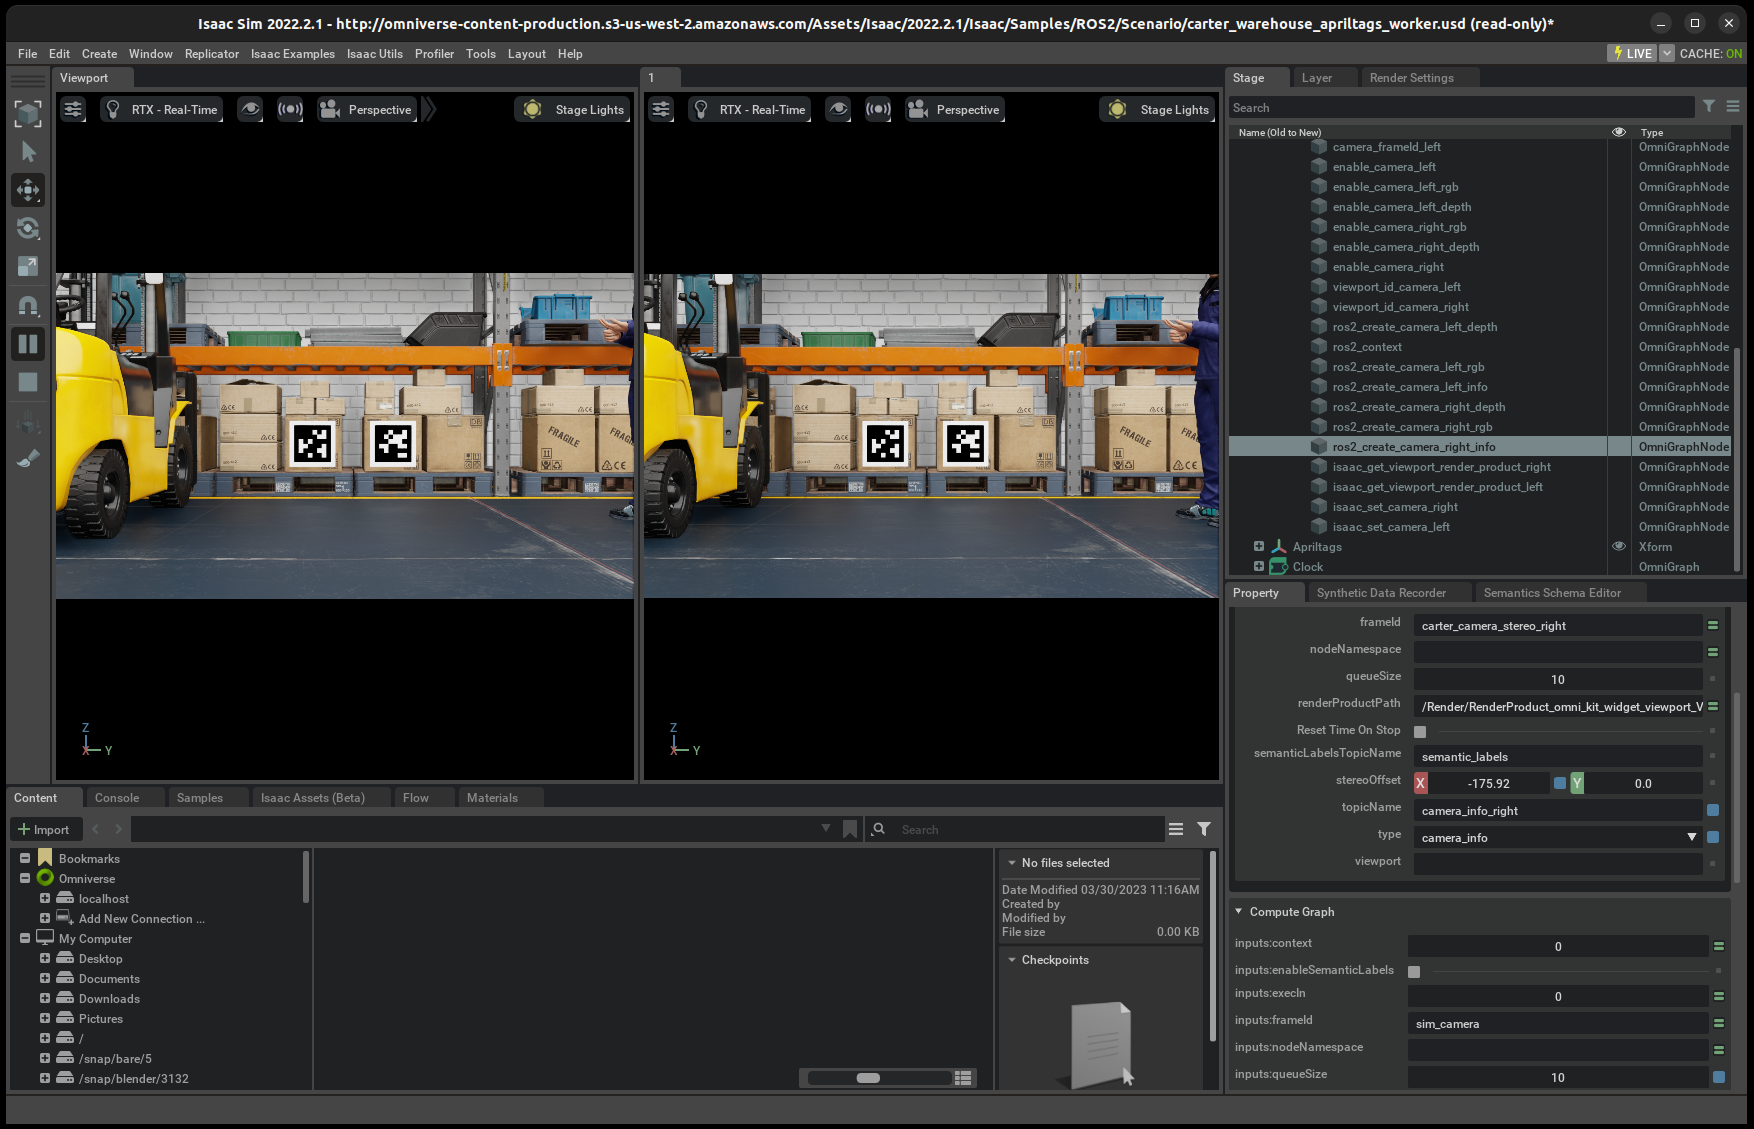 Isaac Sim 2022.2.1 - http://omniverse-content-production.s3-us-west-2.amazonaws.com/Assets/Isaac/2022.2.1/Isaac/Samples/ROS2/Scenario/carter_warehouse_apriltags_worker.usd (read-only)*
File Edit Create Window Replicator Isaac Examples Isaac Utils Profiler Tools Layout Help
LIVE CACHE: ON
Viewport
RTX - Real-Time Perspective Stage Lights
FRAGILE
Z
X Y
1
RTX - Real-Time Perspective Stage Lights
FRAGILE
Z
X Y
Stage Layer Render Settings
Search
Name (Old to New) Type
camera_frameId_left OmniGraphNode
enable_camera_left OmniGraphNode
enable_camera_left_rgb OmniGraphNode
enable_camera_left_depth OmniGraphNode
enable_camera_right_rgb OmniGraphNode
enable_camera_right_depth OmniGraphNode
enable_camera_right OmniGraphNode
viewport_id_camera_left OmniGraphNode
viewport_id_camera_right OmniGraphNode
ros2_create_camera_left_depth OmniGraphNode
ros2_context OmniGraphNode
ros2_create_camera_left_rgb OmniGraphNode
ros2_create_camera_left_info OmniGraphNode
ros2_create_camera_right_depth OmniGraphNode
ros2_create_camera_right_rgb OmniGraphNode
ros2_create_camera_right_info OmniGraphNode
isaac_get_viewport_render_product_right OmniGraphNode
isaac_get_viewport_render_product_left OmniGraphNode
isaac_set_camera_right OmniGraphNode
isaac_set_camera_left OmniGraphNode
Apriltags Xform
Clock OmniGraph
Property Synthetic Data Recorder Semantics Schema Editor
frameId carter_camera_stereo_right
nodeNamespace
queueSize 10
renderProductPath /Render/RenderProduct_omni_kit_widget_viewport_V
Reset Time On Stop
semanticLabelsTopicName semantic_labels
stereoOffset X -175.92 Y 0.0
topicName camera_info_right
type camera_info
viewport
Compute Graph
inputs:context 0
inputs:enableSemanticLabels
inputs:execIn 0
inputs:frameId sim_camera
inputs:nodeNamespace
inputs:queueSize 10
Content Console Samples Isaac Assets (Beta) Flow Materials
Import Search
Bookmarks
Omniverse
localhost
Add New Connection ...
My Computer
Desktop
Documents
Downloads
Pictures
/
/snap/bare/5
/snap/blender/3132
No files selected
Date Modified 03/30/2023 11:16AM
Created by
Modified by
File size 0.00 KB
Checkpoints